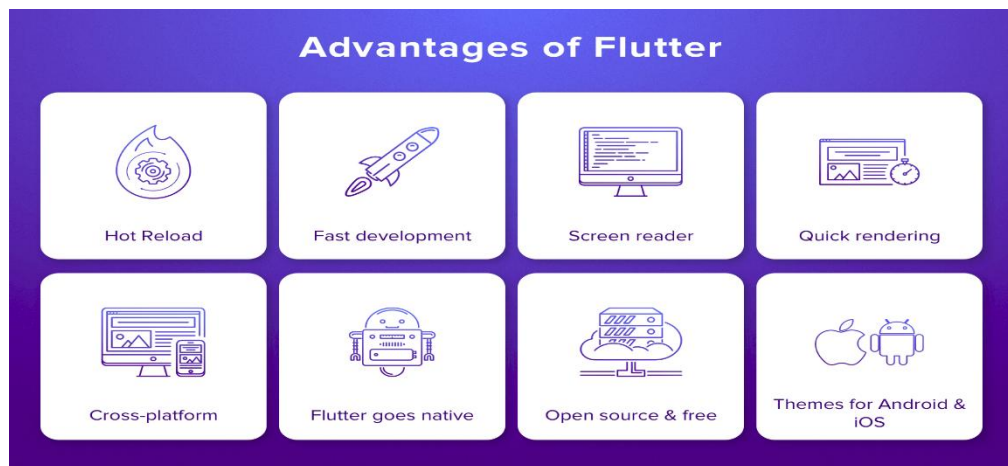 Advantages of Flutter
Hot Reload
Fast development
Screen reader
Quick rendering
Cross-platform
Flutter goes native
Open source & free
Themes for Android &
iOS